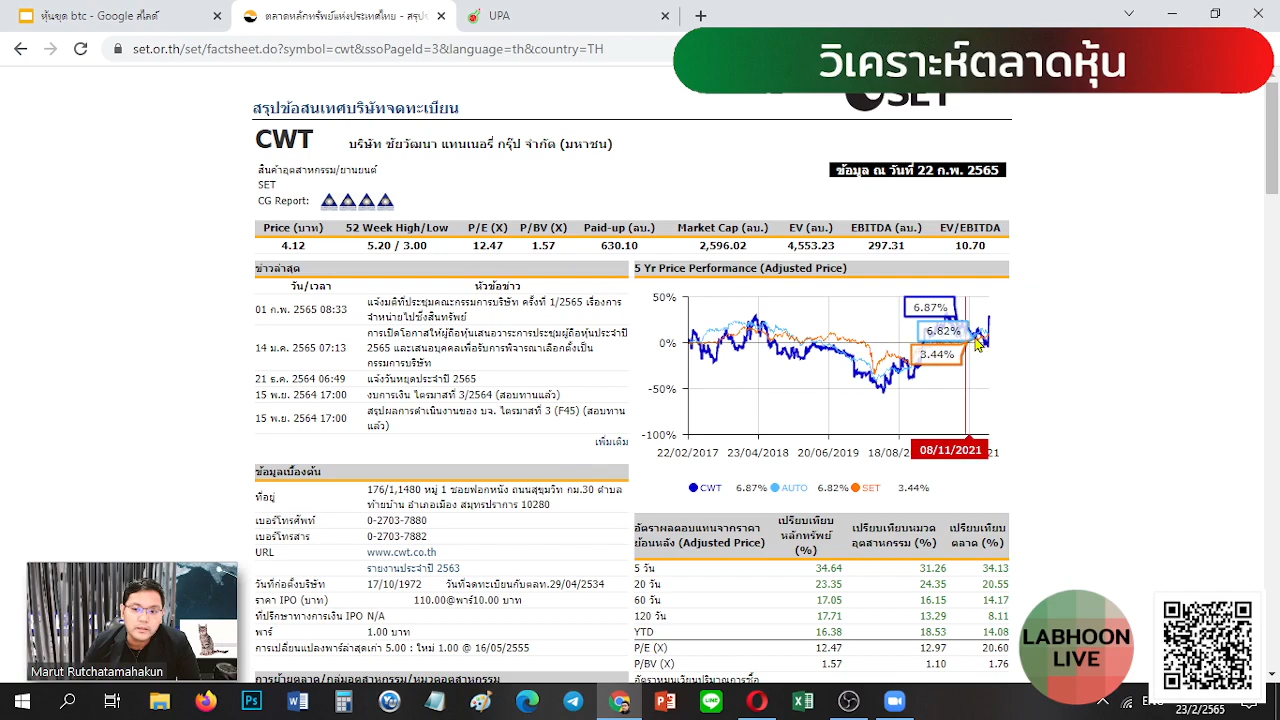 หุ้นคุณ btc - Google สไลด์
UPA
set.or.th/set/factsheet.do?symbol=cwt&ssoPageId=3&language=th&country=TH
วิเคราะห์ตลาดหุ้น
สรุปข้อสนเทศบริษัทจดทะเบียน
SET
CWT บริษัท ชัยวัฒนา แทนเนอรี่ กรุ๊ป จำกัด (มหาชน)
สินค้าอุตสาหกรรม/ยานยนต์
ข้อมูล ณ วันที่ 22 ก.พ. 2565
SET
CG Report:
Price (บาท) 52 Week High/Low P/E (X) P/BV (X) Paid-up (ลบ.) Market Cap (ลบ.) EV (ลบ.) EBITDA (ลบ.) EV/EBITDA
4.12 5.20 / 3.00 12.47 1.57 630.10 2,596.02 4,553.23 297.31 10.70
ข่าวล่าสุด
วัน/เวลา หัวข้อข่าว
01 ก.พ. 2565 08:33 แจ้งมติที่ประชุมคณะกรรมการบริษัท ครั้งที่ 1/2565 เรื่องการ
จำหน่ายไปซึ่งสินทรัพย์
14 ม.ค. 2565 07:13 การเปิดโอกาสให้ผู้ถือหุ้นเสนอวาระการประชุมผู้ถือหุ้นประจำปี
2565 และเสนอบุคคลเพื่อรับการพิจารณาเลือกตั้งเป็น
กรรมการบริษัท
21 ธ.ค. 2564 06:49 แจ้งวันหยุดประจำปี 2565
15 พ.ย. 2564 17:00 งบการเงิน ไตรมาสที่ 3/2564 (สอบทานแล้ว)
15 พ.ย. 2564 17:00 สรุปผลการดำเนินงานของ บจ. ไตรมาสที่ 3 (F45) (สอบทาน
แล้ว)
เพิ่มเติม
5 Yr Price Performance (Adjusted Price)
50%
0%
-50%
-100%
6.87%
6.82%
3.44%
22/02/2017 23/04/2018 20/06/2019 18/08/2 21
08/11/2021
CWT 6.87% AUTO 6.82% SET 3.44%
ข้อมูลเบื้องต้น
ที่อยู่ 176/1,1480 หมู่ 1 ซอยฟอกหนัง ถนนสุขุมวิท กม.30 ตำบล
ท้ายบ้าน อำเภอเมือง สมุทรปราการ 10280
เบอร์โทรศัพท์ 0-2703-7880
เบอร์โทรสาร 0-2703-7882
URL www.cwt.co.th
รายงานประจำปี 2563
วันที่ก่อตั้งบริษัท 17/10/1972 วันที่จดทะเบียนกับตลท.29/04/2534
ราคา IPO (บาท) 110.00@พาร์10.00 บาท
ที่ปรึกษาทางการเงิน IPO N/A
พาร์ 1.00 บาท
การเปลี่ยนแปลงพาร์ล่าสุดเก่า 5.00 : ใหม่ 1.00 @ 16/05/2555
อัตราผลตอบแทนจากราคา
ย้อนหลัง (Adjusted Price)
เปรียบเทียบ
หลักทรัพย์
(%)
เปรียบเทียบหมวด
อุตสาหกรรม (%)
เปรียบเทียบ
ตลาด (%)
5 วัน 34.64 31.26 34.13
20 วัน 23.35 24.35 20.55
60 วัน 17.05 16.15 14.17
120 วัน 17.71 13.29 8.11
YTD 16.38 18.53 14.08
P/E (X) 12.47 12.97 20.60
P/BV (X) 1.57 1.10 1.76
อัตราหมุนเวียนปริมาณการซื้อ
Marut Rutchatamahakun
LABHOON
LIVE
23/2/2565